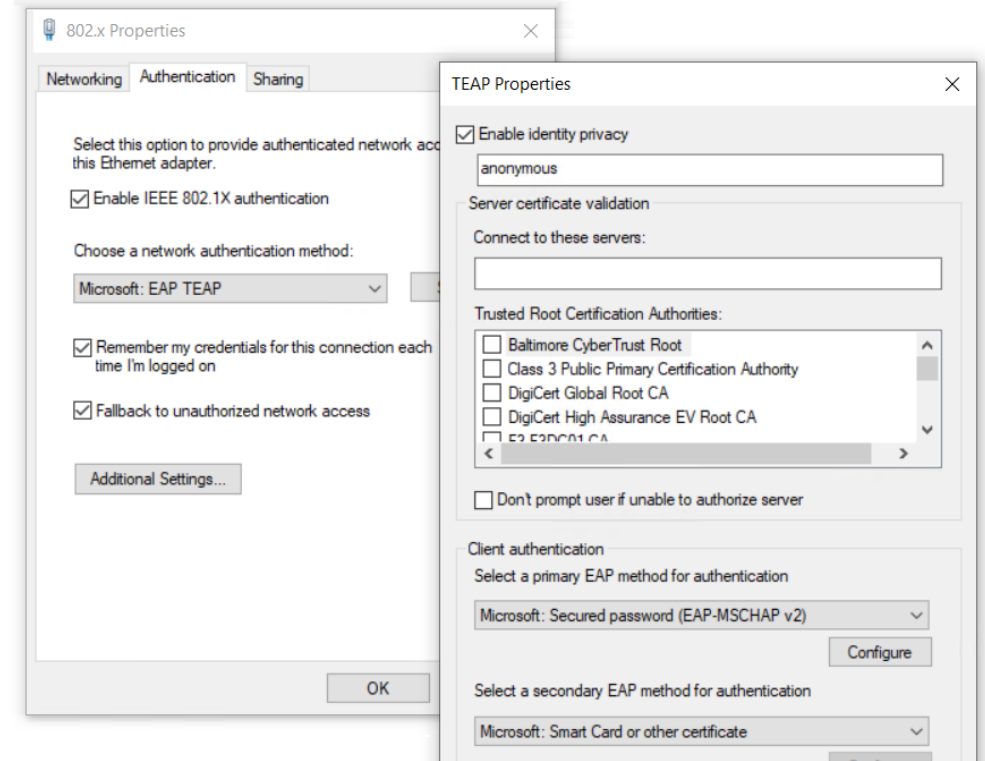 802.x Properties
Networking
Authentication
Sharing
Select this option to provide authenticated network acc
this Ethernet adapter.
Enable IEEE 802.1X authentication
Choose a network authentication method:
Microsoft: EAP TEAP
Remember my credentials for this connection each
time I'm logged on
Fallback to unauthorized network access
Additional Settings...
OK
TEAP Properties
Enable identity privacy
anonymous
Server certificate validation
Connect to these servers:
Trusted Root Certification Authorities:
Baltimore CyberTrust Root
Class 3 Public Primary Certification Authority
DigiCert Global Root CA
DigiCert High Assurance EV Root CA
Don't prompt user if unable to authorize server
Client authentication
Select a primary EAP method for authentication
Microsoft: Secured password (EAP-MSCHAP v2)
Configure
Select a secondary EAP method for authentication
Microsoft: Smart Card or other certificate